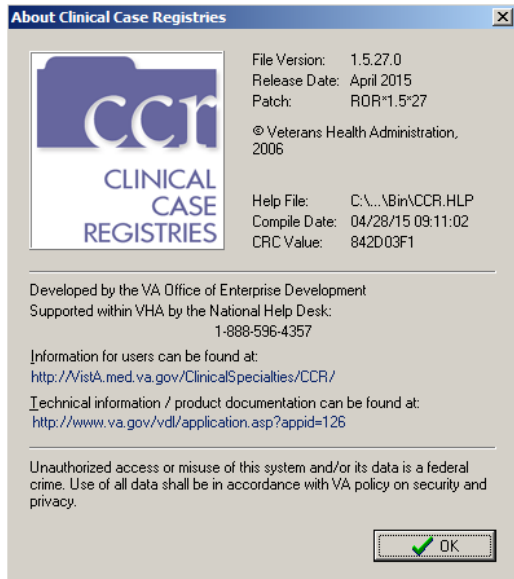 About Clinical Case Registries
ccr
CLINICAL
CASE
REGISTRIES
File Version: 1.5.27.0
Release Date: April 2015
Patch: ROR*1.5*27
© Veterans Health Administration,
2006
Help File: C:\...\Bin\CCR.HLP
Compile Date: 04/28/15 09:11:02
CRC Value: 842D03F1
Developed by the VA Office of Enterprise Development
Supported within VHA by the National Help Desk:
1-888-596-4357
Information for users can be found at:
http://VistA.med.va.gov/ClinicalSpecialties/CCR/
Technical information / product documentation can be found at:
http://www.va.gov/vdl/application.asp?appid=126
Unauthorized access or misuse of this system and/or its data is a federal
crime. Use of all data shall be in accordance with VA policy on security and
privacy.
OK